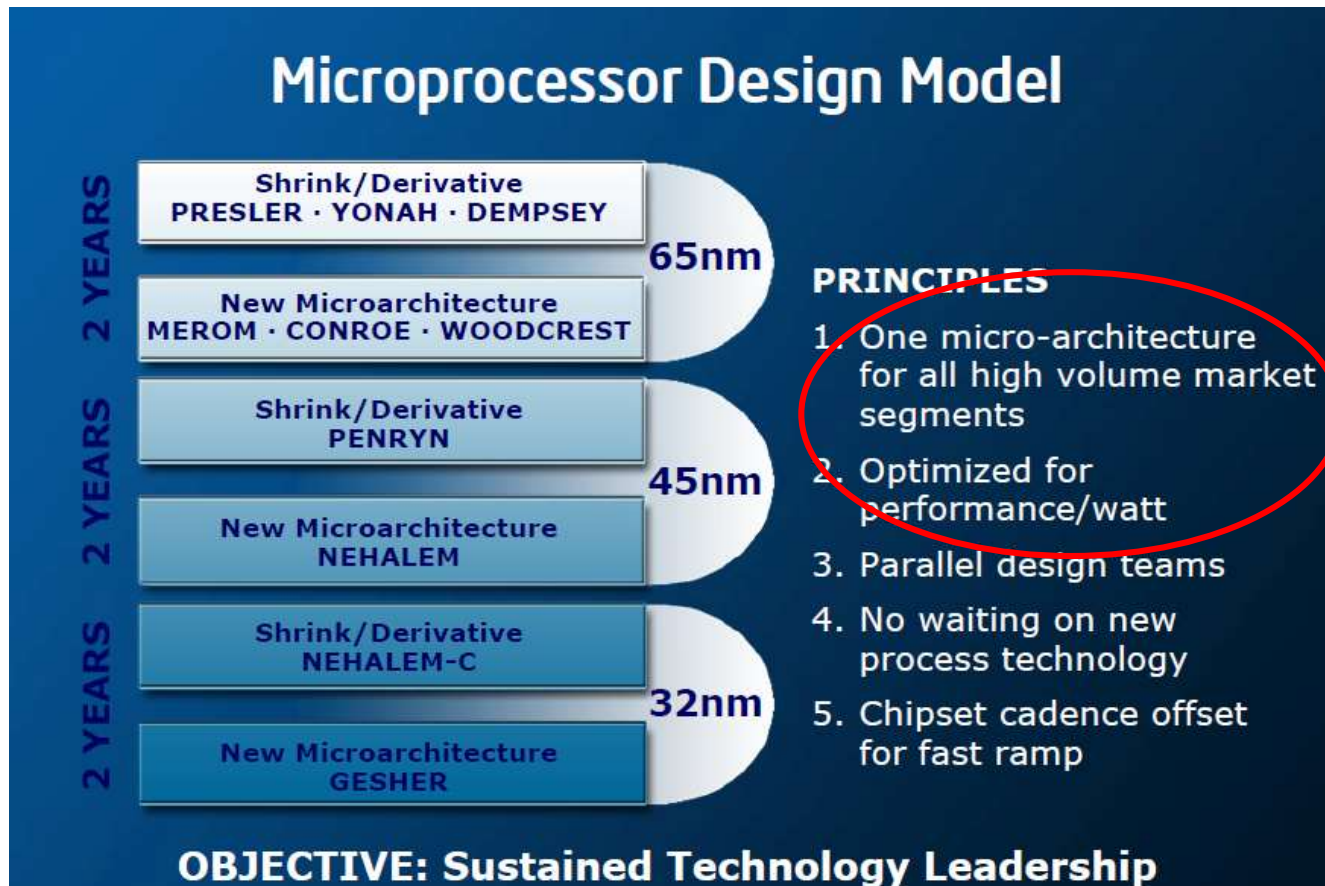 Microprocessor Design Model
2 YEARS
Shrink/Derivative
PRESLER · YONAH · DEMPSEY
New Microarchitecture
MEROM · CONROE · WOODCREST
65nm
2 YEARS
Shrink/Derivative
PENRYN
New Microarchitecture
NEHALEM
45nm
2 YEARS
Shrink/Derivative
NEHALEM-C
New Microarchitecture
GESHER
32nm
PRINCIPLES
1. One micro-architecture
for all high volume market
segments
2. Optimized for
performance/watt
3. Parallel design teams
4. No waiting on new
process technology
5. Chipset cadence offset
for fast ramp
OBJECTIVE: Sustained Technology Leadership